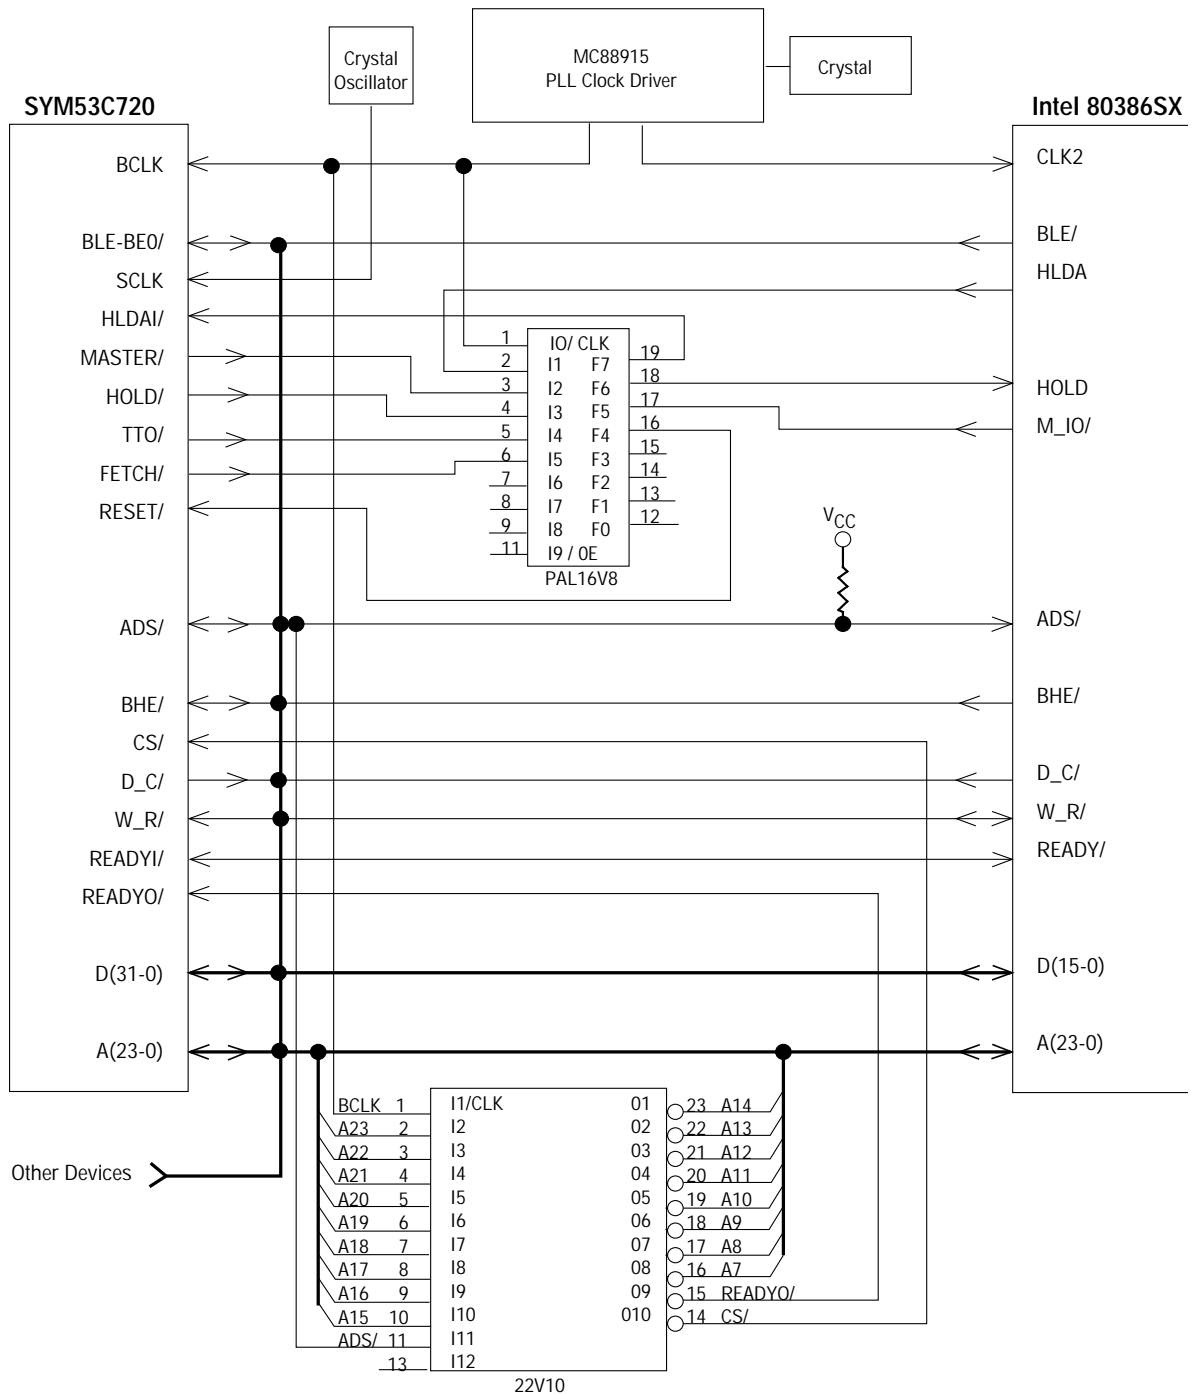 Crystal
Oscillator
MC88915
PLL Clock Driver
Crystal
SYM53C720
Intel 80386SX
BCLK
CLK2
BLE-BE0/
BLE/
SCLK
HLDA
HLDAI/
MASTER/
HOLD/
HOLD
TTO/
M_IO/
FETCH/
RESET/
1 IO/ CLK
2 I1 F7 19
3 I2 F6 18
4 I3 F5 17
5 I4 F4 16
6 I5 F3 15
7 I6 F2 14
8 I7 F1 13
9 I8 F0 12
11 I9 / OE
PAL16V8
VCC
ADS/
ADS/
BHE/
BHE/
CS/
D_C/
D_C/
W_R/
W_R/
READYI/
READY/
READYO/
D(31-0)
D(15-0)
A(23-0)
A(23-0)
BCLK 1 I1/CLK 01 23 A14
A23 2 I2 02 22 A13
A22 3 I3 03 21 A12
A21 4 I4 04 20 A11
A20 5 I5 05 19 A10
A19 6 I6 06 18 A9
A18 7 I7 07 17 A8
A17 8 I8 08 16 A7
A16 9 I9 09 15 READYO/
A15 10 I10 010 14 CS/
ADS/ 11 I11
13 I12
22V10
Other Devices